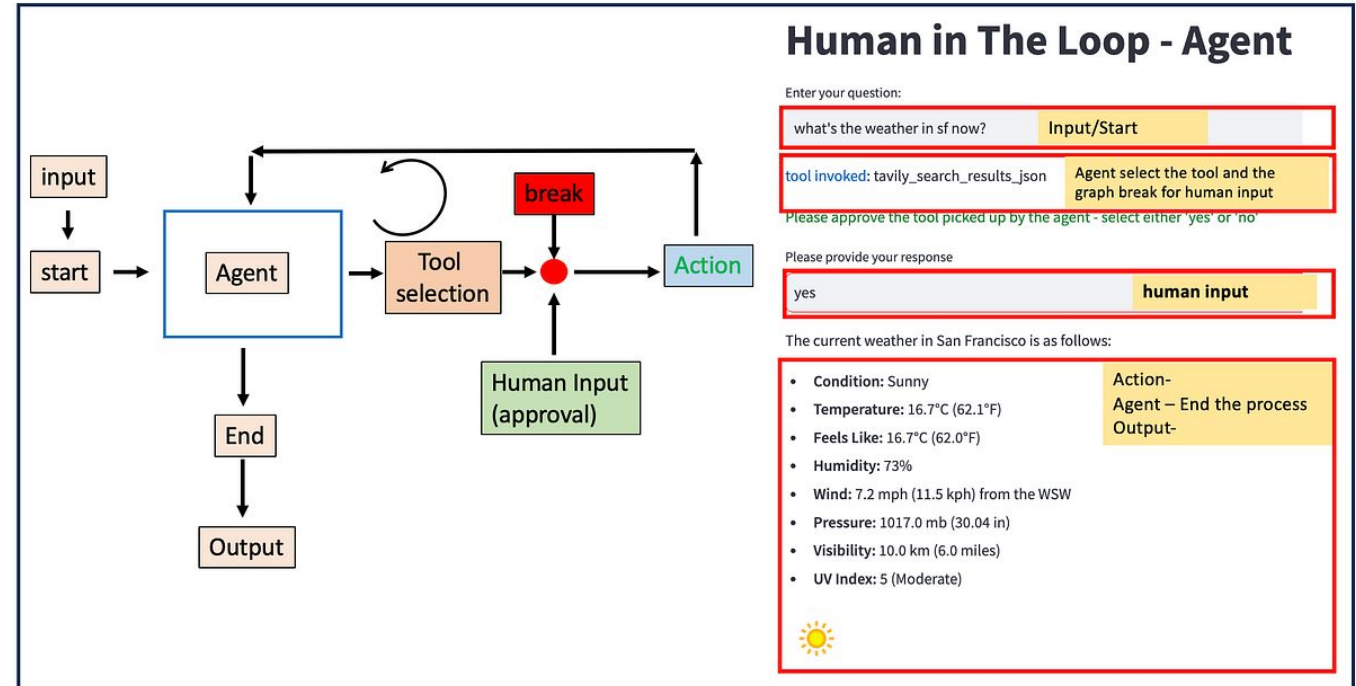 Human in The Loop - Agent
Enter your question:
what's the weather in sf now?
Input/Start
tool invoked: tavily_search_results_json
Agent select the tool and the
graph break for human input
Please approve the tool picked up by the agent - select either 'yes' or 'no'
Please provide your response
yes
human input
The current weather in San Francisco is as follows:
• Condition: Sunny
• Temperature: 16.7°C (62.1°F)
• Feels Like: 16.7°C (62.0°F)
• Humidity: 73%
• Wind: 7.2 mph (11.5 kph) from the WSW
• Pressure: 1017.0 mb (30.04 in)
• Visibility: 10.0 km (6.0 miles)
• UV Index: 5 (Moderate)
Action-
Agent – End the process
Output-
input
start
Agent
Tool
selection
break
Action
Human Input
(approval)
End
Output